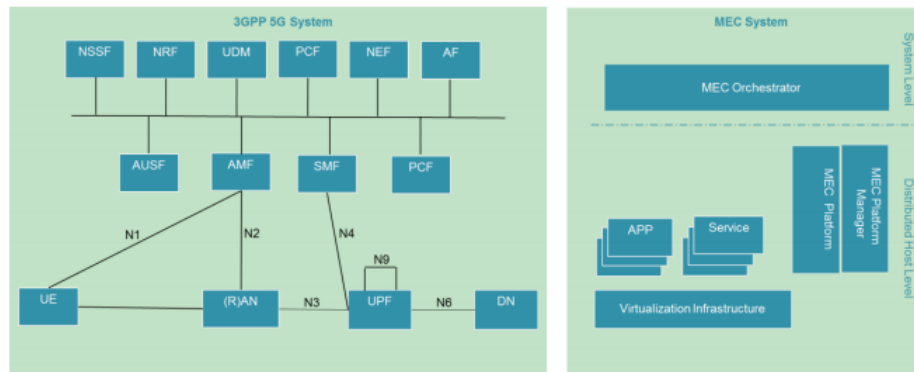 3GPP 5G System
NSSF
NRF
UDM
PCF
NEF
AF
AUSF
AMF
SMF
PCF
N1
N2
N4
N9
UE
(R)AN
N3
UPF
N6
DN
MEC System
System Level
MEC Orchestrator
Distributed Host Level
MEC Platform
MEC Platform
Manager
APP
Service
Virtualization Infrastructure